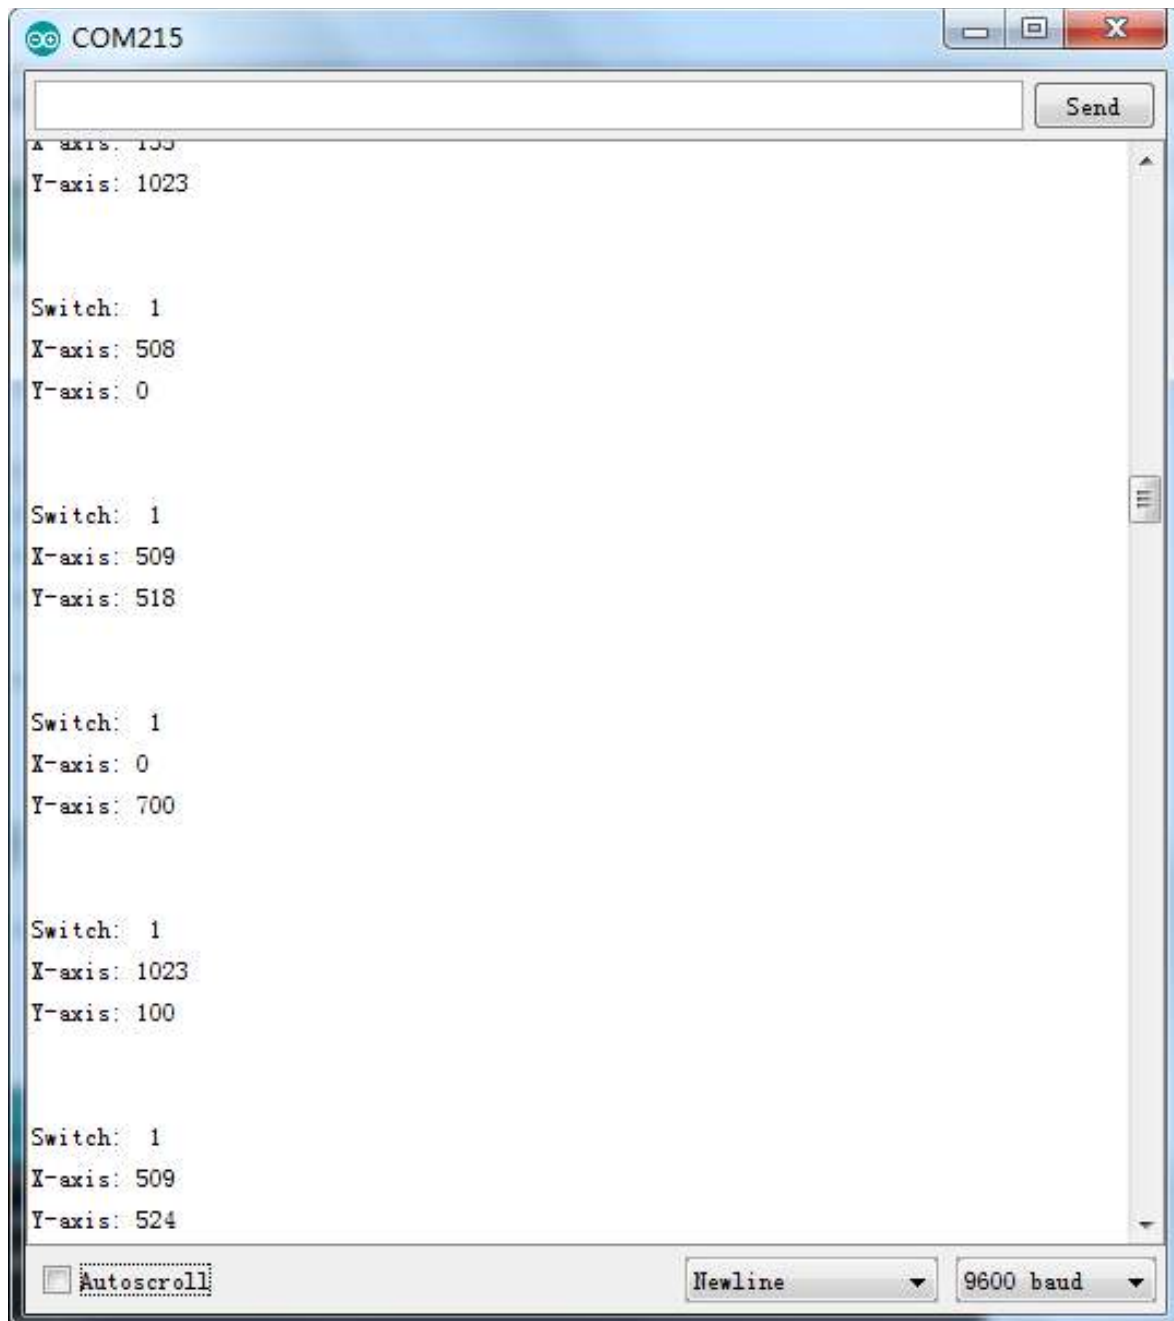 COM215
Send
Y-axis: 1023
Switch:  1
X-axis: 508
Y-axis: 0
Switch:  1
X-axis: 509
Y-axis: 518
Switch:  1
X-axis: 0
Y-axis: 700
Switch:  1
X-axis: 1023
Y-axis: 100
Switch:  1
X-axis: 509
Y-axis: 524
Autoscroll
Newline
9600 baud